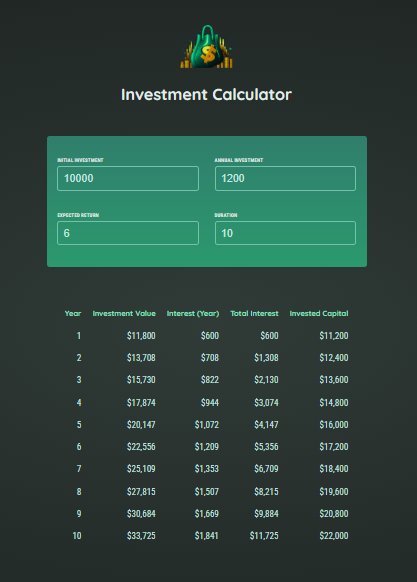 Investment Calculator
INITIAL INVESTMENT ANNUAL INVESTMENT
10000 1200
EXPECTED RETURN DURATION
6 10
Year Investment Value Interest (Year) Total Interest Invested Capital
1 $11,800 $600 $600 $11,200
2 $13,708 $708 $1,308 $12,400
3 $15,730 $822 $2,130 $13,600
4 $17,874 $944 $3,074 $14,800
5 $20,147 $1,072 $4,147 $16,000
6 $22,556 $1,209 $5,356 $17,200
7 $25,109 $1,353 $6,709 $18,400
8 $27,815 $1,507 $8,215 $19,600
9 $30,684 $1,669 $9,884 $20,800
10 $33,725 $1,841 $11,725 $22,000